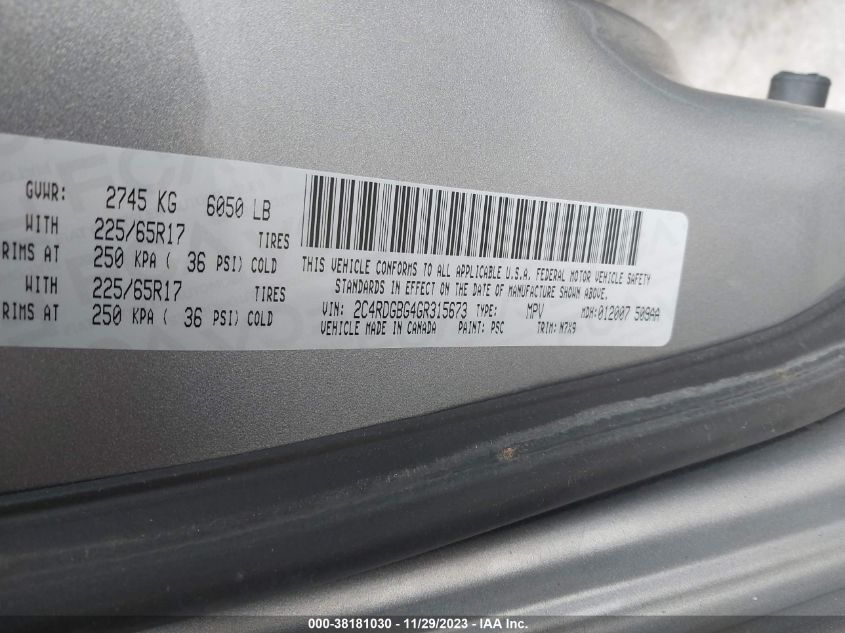 GVWR: 2745 KG 6050 LB
WITH 225/65R17 TIRES
RIMS AT 250 KPA ( 36 PSI) COLD
WITH 225/65R17 TIRES
RIMS AT 250 KPA ( 36 PSI) COLD
THIS VEHICLE CONFORMS TO ALL APPLICABLE U.S.A. FEDERAL MOTOR VEHICLE SAFETY
STANDARDS IN EFFECT ON THE DATE OF MANUFACTURE SHOWN ABOVE.
VIN: 2C4RDGBG4GR315673 TYPE: MPV MDH:012007 509AA
VEHICLE MADE IN CANADA PAINT: PSC TRIM: N7X9
000-38181030 - 11/29/2023 - IAA Inc.